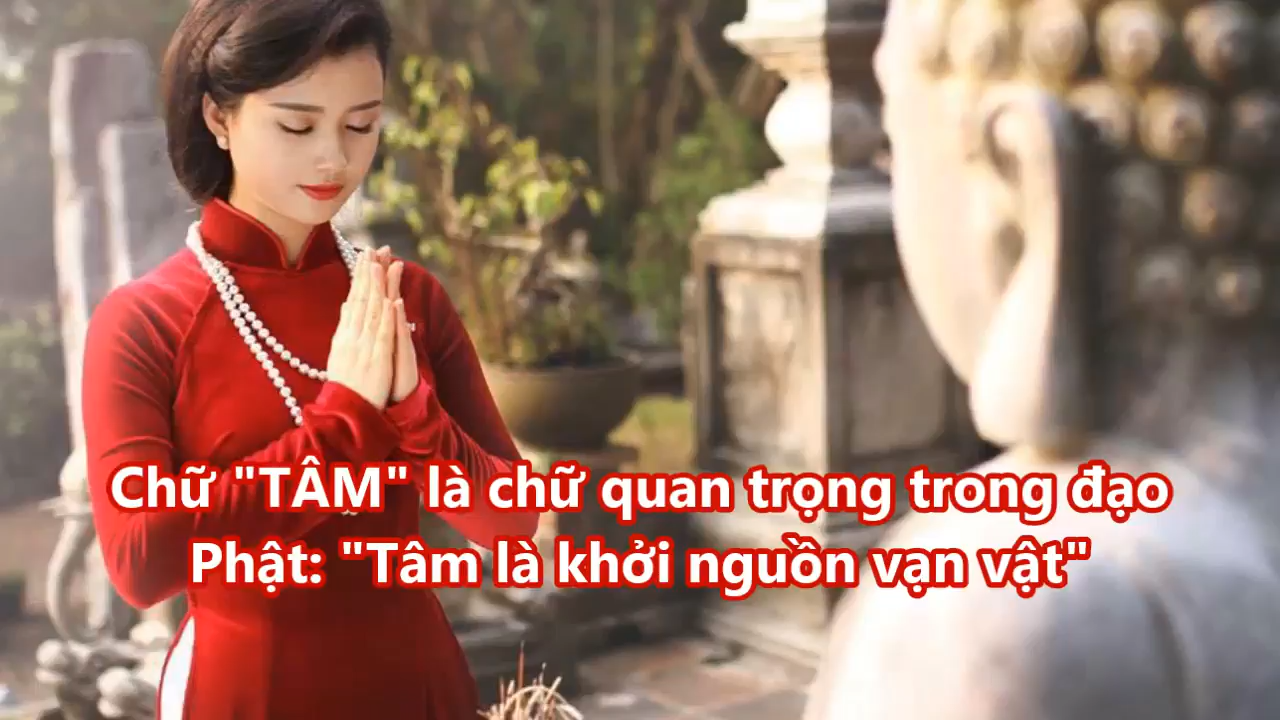 Chữ "TÂM" là chữ quan trọng trong đạo
Phật: "Tâm là khởi nguồn vạn vật"